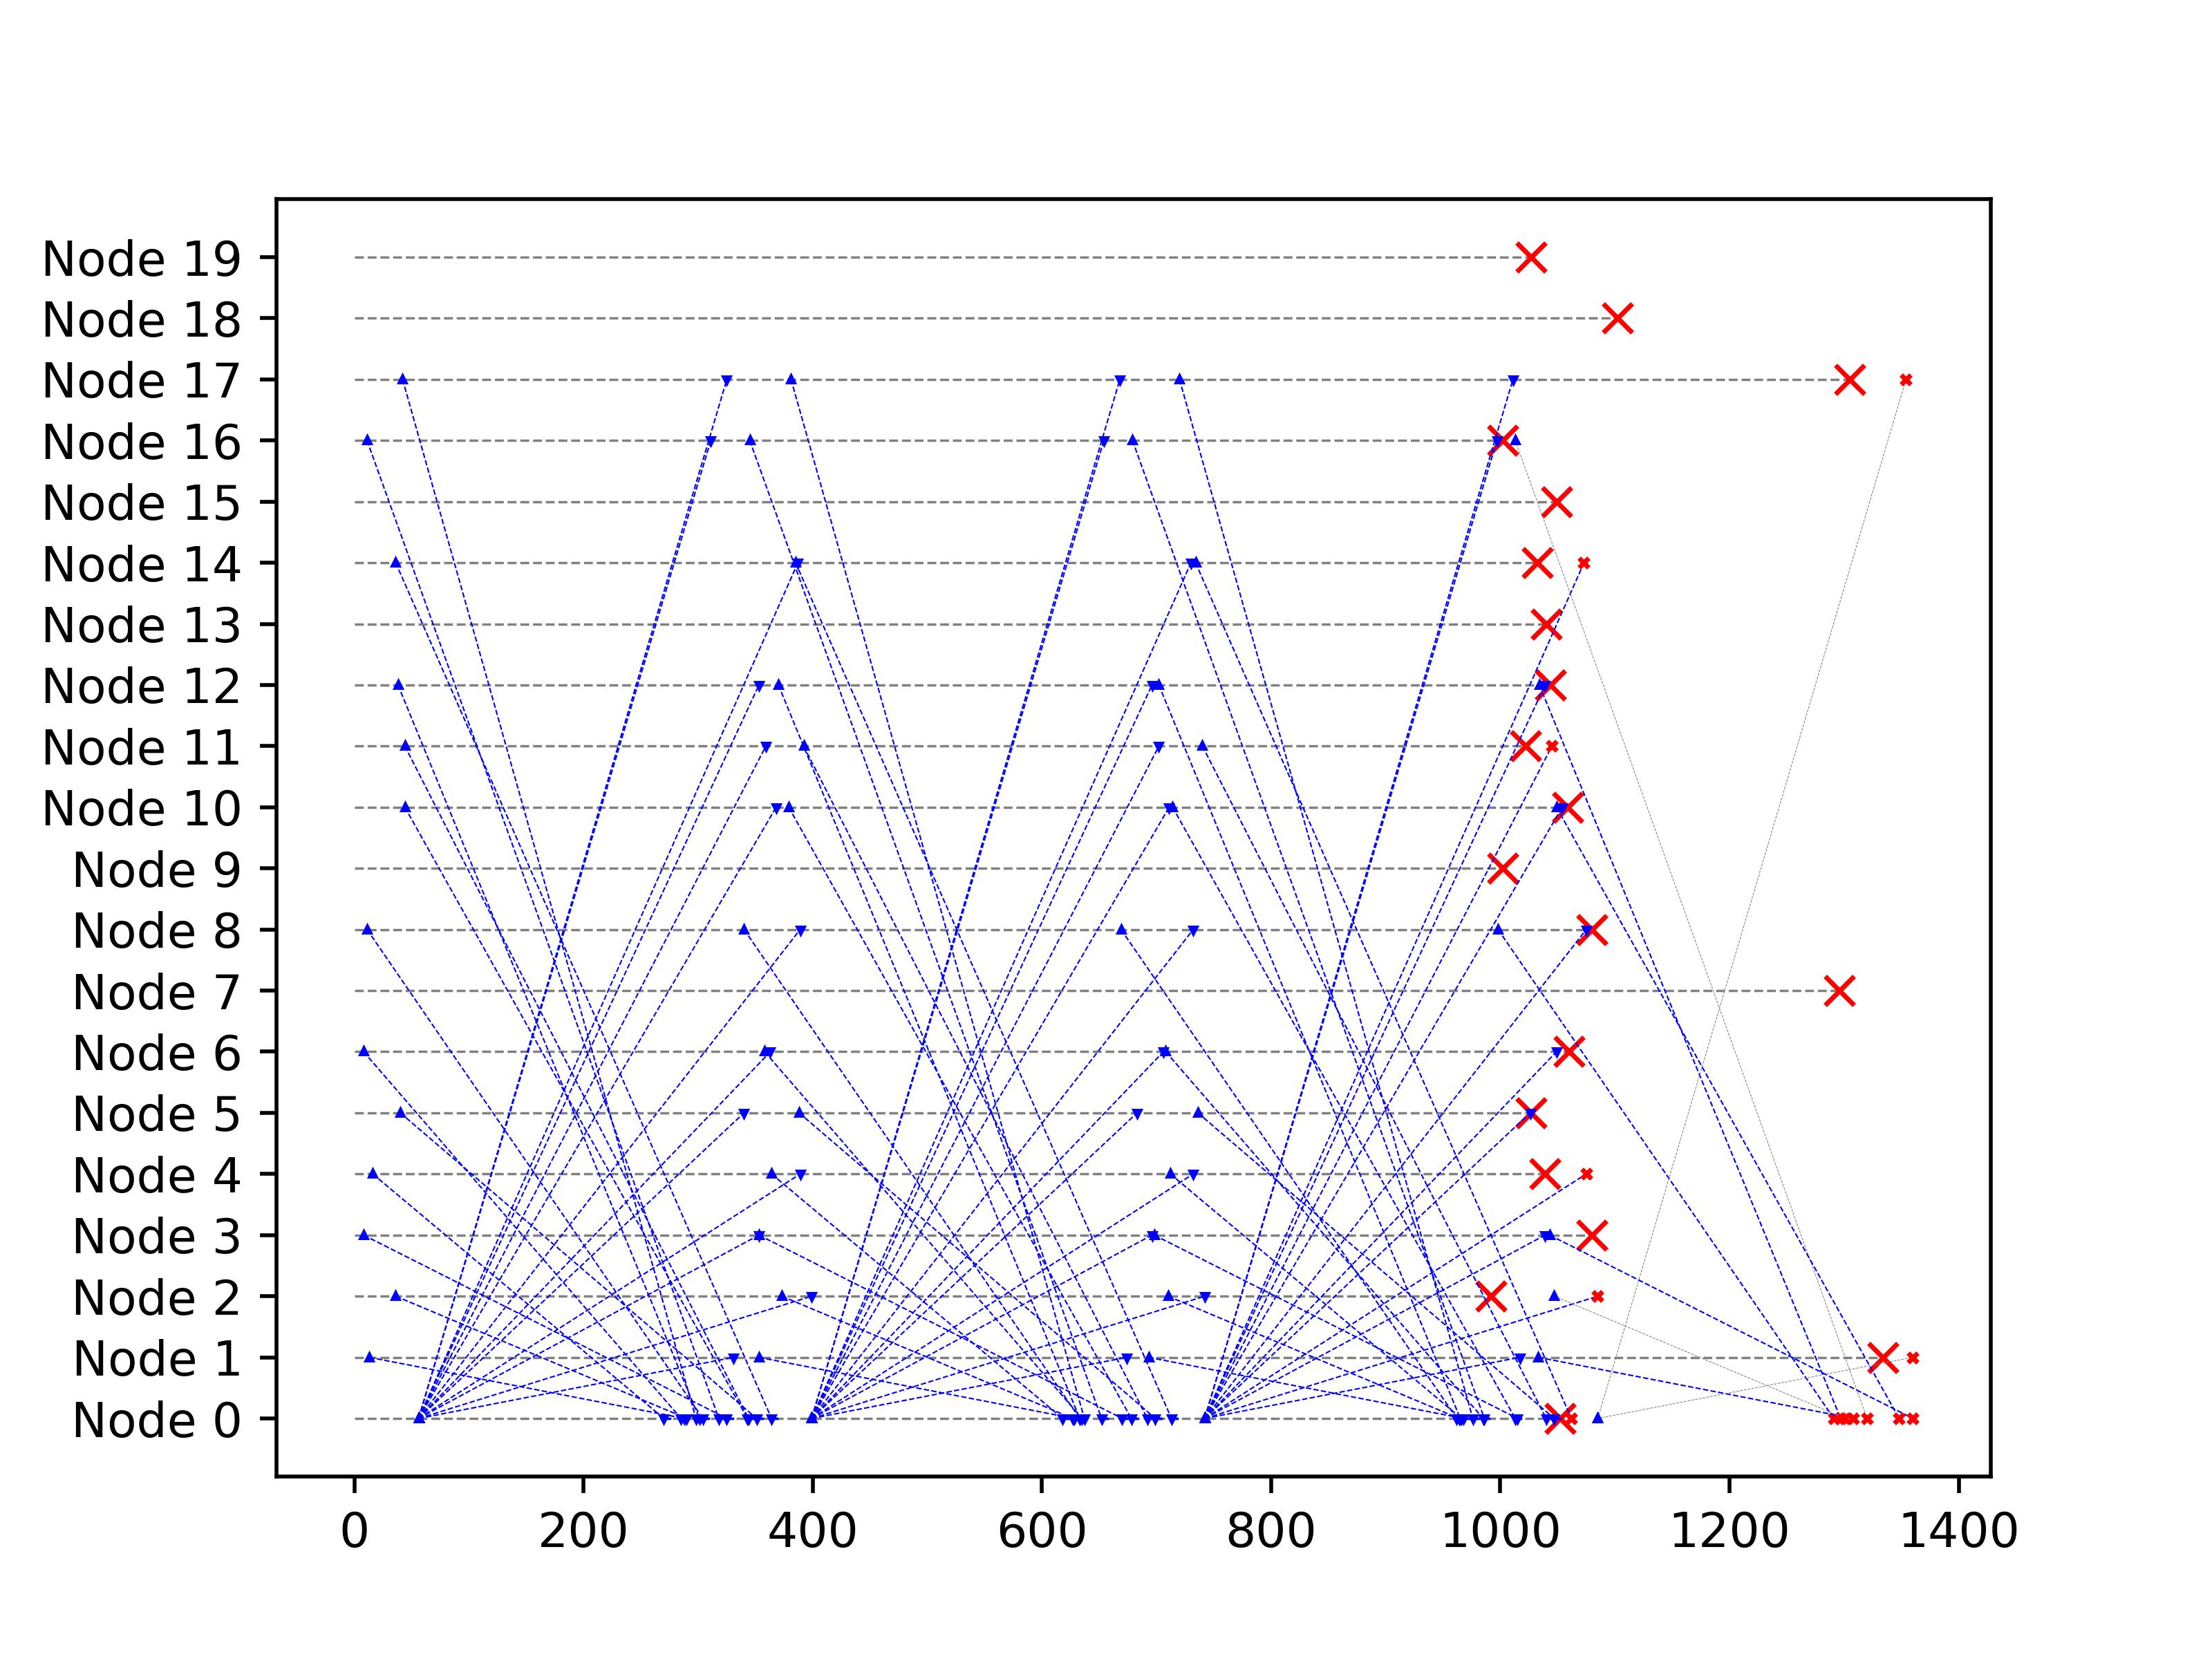 Node 19
Node 18
Node 17
Node 16
Node 15
Node 14
Node 13
Node 12
Node 11
Node 10
Node 9
Node 8
Node 7
Node 6
Node 5
Node 4
Node 3
Node 2
Node 1
Node 0
0 200 400 600 800 1000 1200 1400